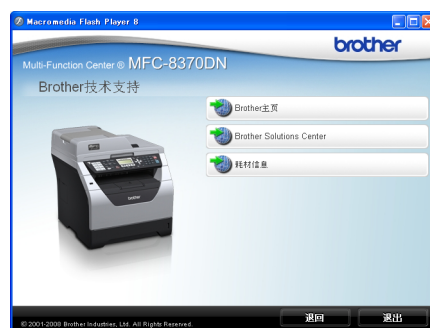 Macromedia Flash Player 8
brother
Multi-Function Center ® MFC-8370DN
Brother技术支持
Brother主页
Brother Solutions Center
耗材信息
brother
退回
退出
© 2001-2008 Brother Industries, Ltd. All Rights Reserved.